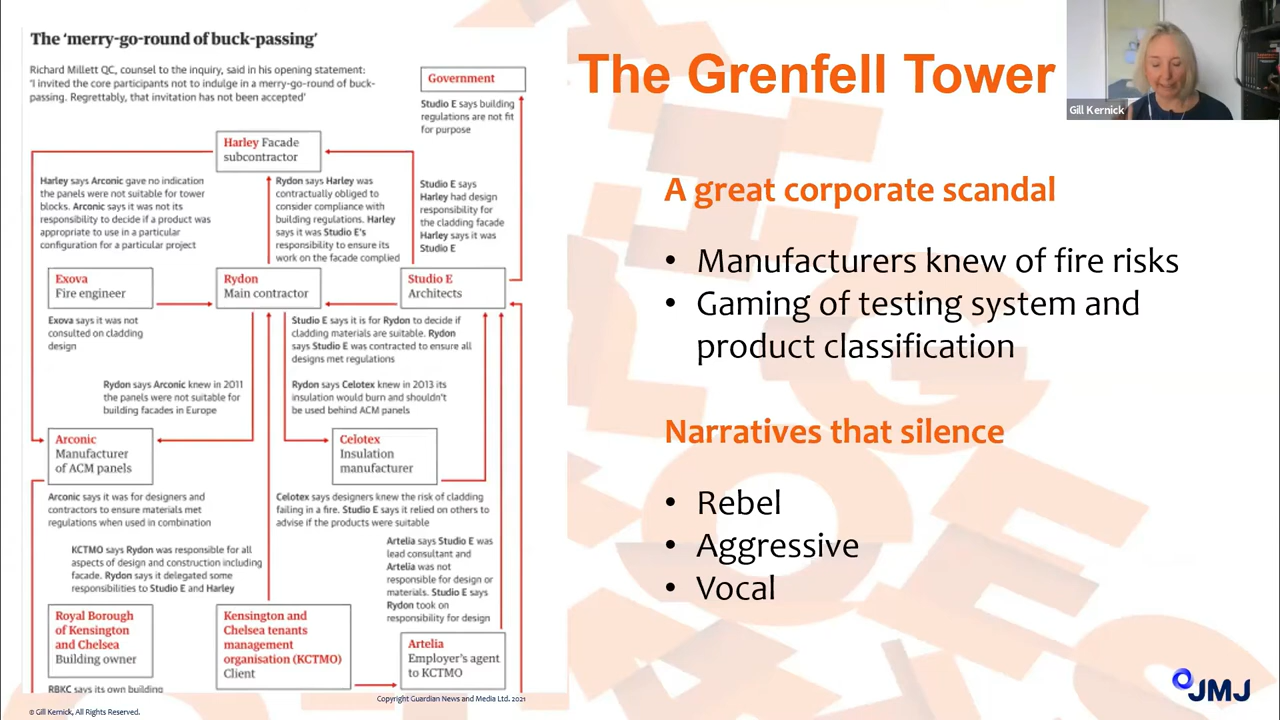 The 'merry-go-round of buck-passing'
Richard Millett QC, counsel to the inquiry, said in his opening statement:
'I invited the core participants not to indulge in a merry-go-round of buck-
passing. Regrettably, that invitation has not been accepted'
Government
Studio E says building
regulations are not fit
for purpose
Harley Facade
subcontractor
Harley says Arconic gave no indication
the panels were not suitable for tower
blocks. Arconic says it was not its
responsibility to decide if a product was
appropriate to use in a particular
configuration for a particular project
Rydon says Harley was
contractually obliged to
consider compliance with
building regulations. Harley
says it was Studio E's
responsibility to ensure its
work on the facade complied
Studio E says
Harley had design
responsibility for
the cladding facade
Harley says it was
Studio E
Exova
Fire engineer
Rydon
Main contractor
Studio E
Architects
Exova says it was not
consulted on cladding
design
Studio E says it is for Rydon to decide if
cladding materials are suitable. Rydon
says Studio E was contracted to ensure all
designs met regulations
Rydon says Arconic knew in 2011
the panels were not suitable for
building facades in Europe
Rydon says Celotex knew in 2013 its
insulation would burn and shouldn't
be used behind ACM panels
Arconic
Manufacturer
of ACM panels
Celotex
Insulation
manufacturer
Arconic says it was for designers and
contractors to ensure materials met
regulations when used in combination
Celotex says designers knew the risk of cladding
failing in a fire. Studio E says it relied on others to
advise if the products were suitable
KCTMO says Rydon was responsible for all
aspects of design and construction including
facade. Rydon says it delegated some
responsibilities to Studio E and Harley
Artelia says Studio E was
lead consultant and
Artelia was not
responsible for design or
materials. Studio E says
Rydon took on
responsibility for design
Royal Borough
of Kensington
and Chelsea
Building owner
Kensington and
Chelsea tenants
management
organisation (KCTMO)
Client
Artelia
Employer's agent
to KCTMO
RBKC says its own building
Copyright Guardian News and Media Ltd. 2021
© Gill Kernick, All Rights Reserved.
The Grenfell Tower
Gill Kernick
A great corporate scandal
• Manufacturers knew of fire risks
• Gaming of testing system and
product classification
Narratives that silence
• Rebel
• Aggressive
• Vocal
JMJ